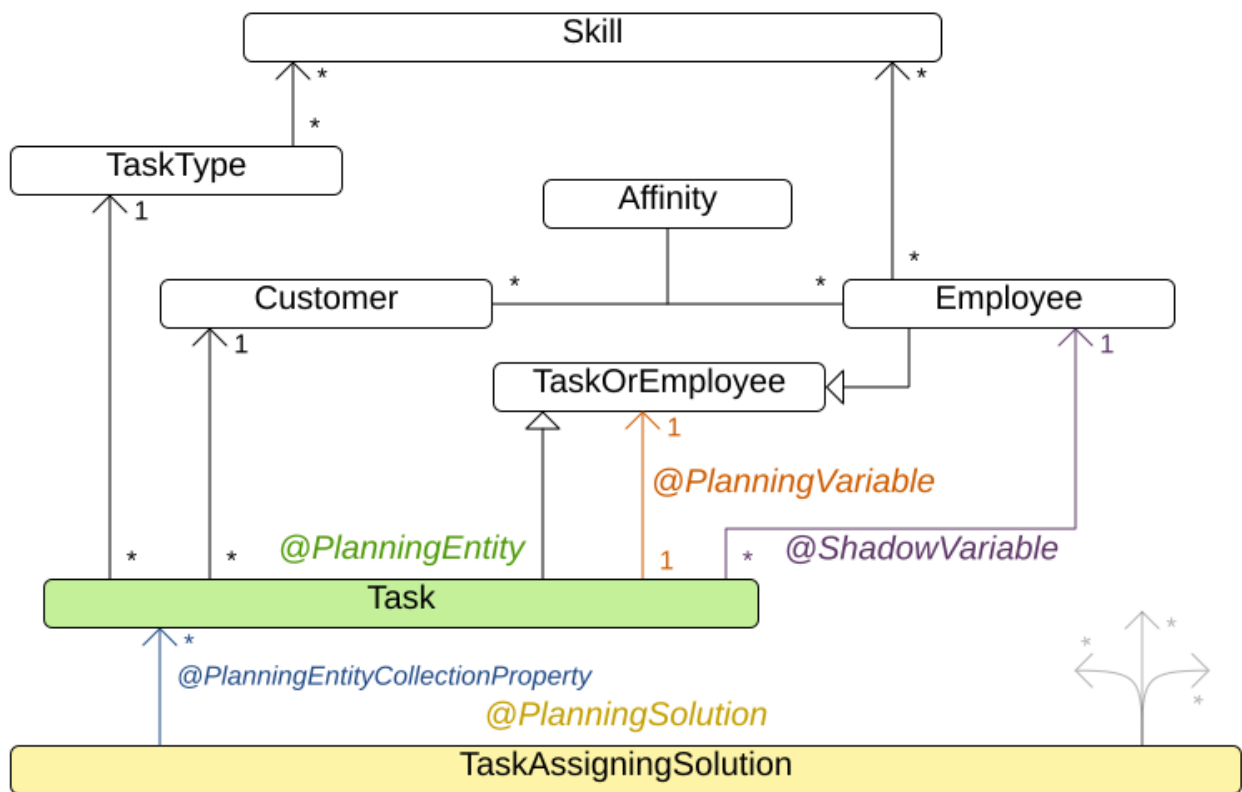 Skill
*
*
TaskType
*
1
Affinity
*
Customer
*
*
Employee
1
1
TaskOrEmployee
1
@PlanningVariable
@PlanningEntity
@ShadowVariable
*
*
1
*
Task
*
*
*
@PlanningEntityCollectionProperty
*
@PlanningSolution
TaskAssigningSolution